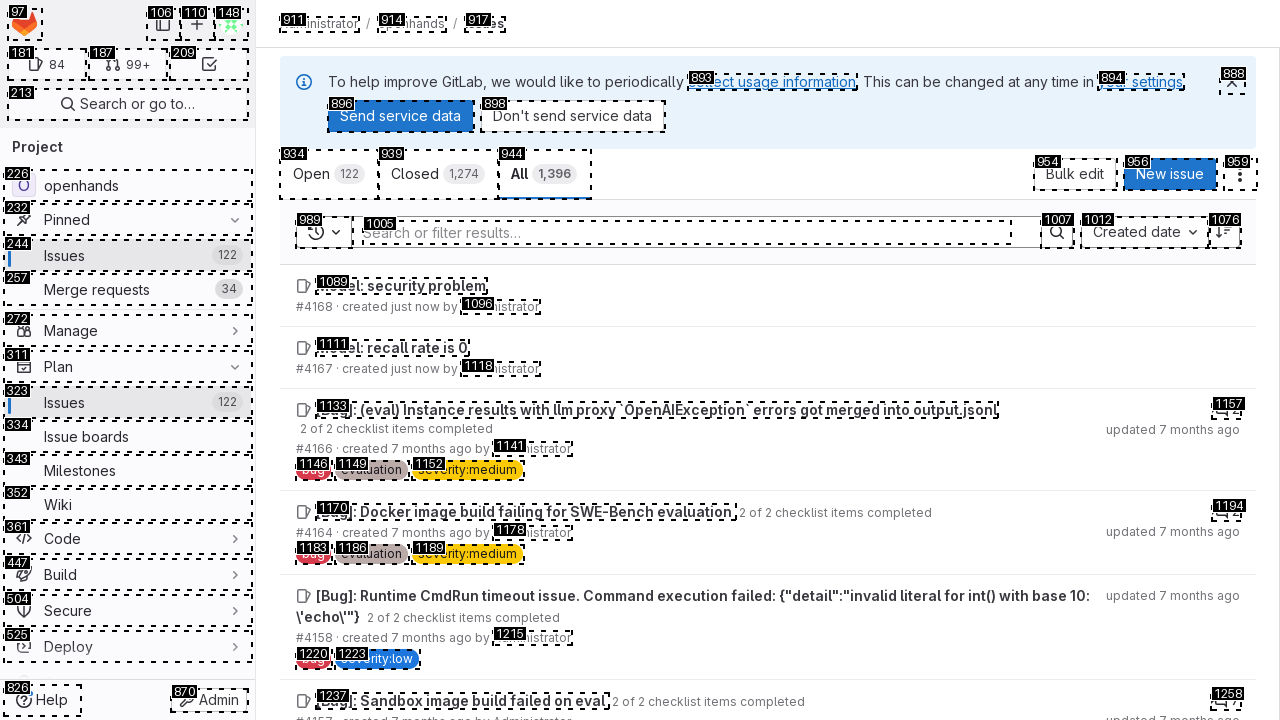 97
106
110
148
181
84
187
99+
209
213
Search or go to…
Project
226
openhands
232
Pinned
244
Issues
122
257
Merge requests
34
272
Manage
311
Plan
323
Issues
122
334
Issue boards
343
Milestones
352
Wiki
361
Code
447
Build
504
Secure
525
Deploy
826
Help
870
Admin
911 / 914 / 917
To help improve GitLab, we would like to periodically 893 collect usage information. This can be changed at any time in 894 your settings.
888
896
Send service data
898
Don't send service data
934
Open 122
939
Closed 1,274
944
All 1,396
954
Bulk edit
956
New issue
959
989
1005
Search or filter results…
1007
1012
Created date
1076
1089
model: security problem
#4168 · created just now by 1096
1111
model: recall rate is 0
#4167 · created just now by 1118
1133
[Bug]: (eval) Instance results with llm proxy `OpenAIException` errors got merged into output.jsonl
1157
2 of 2 checklist items completed
updated 7 months ago
#4166 · created 7 months ago by 1141
1146 bug 1149 evaluation 1152 severity:medium
1170
[Bug]: Docker image build failing for SWE-Bench evaluation. 2 of 2 checklist items completed
1194
#4164 · created 7 months ago by 1178
updated 7 months ago
1183 bug 1186 evaluation 1189 severity:medium
[Bug]: Runtime CmdRun timeout issue. Command execution failed: {"detail":"invalid literal for int() with base 10:
updated 7 months ago
\'echo\'"} 2 of 2 checklist items completed
#4158 · created 7 months ago by 1215 Administrator
1220 bug 1223 severity:low
1237
[Bug]: Sandbox image build failed on eval 2 of 2 checklist items completed
1258
#4157 · created 7 months ago by Administrator
updated 7 months ago